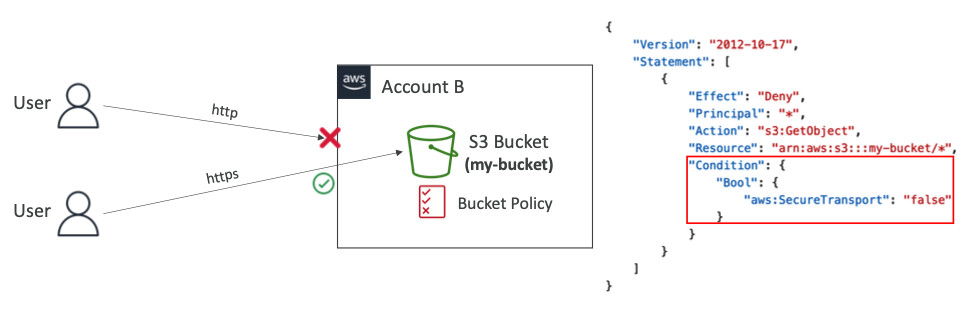 User
http
User
https
aws
Account B
S3 Bucket
(my-bucket)
Bucket Policy
{
"Version": "2012-10-17",
"Statement": [
{
"Effect": "Deny",
"Principal": "*",
"Action": "s3:GetObject",
"Resource": "arn:aws:s3:::my-bucket/*",
"Condition": {
"Bool": {
"aws:SecureTransport": "false"
}
}
}
]
}